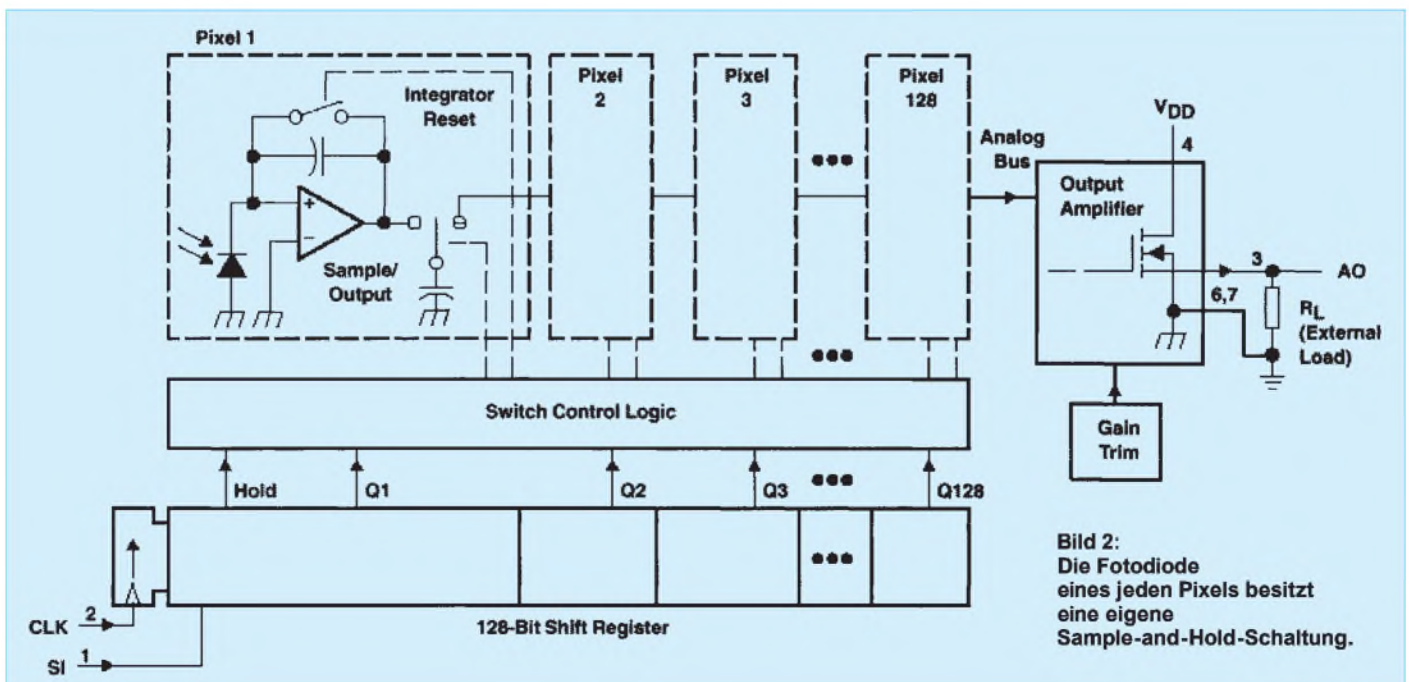 Pixel 1
Integrator
Reset
+
−
Sample/
Output
Pixel
2
Pixel
3
Pixel
128
Analog
Bus
VDD
4
Output
Amplifier
3
AO
6,7
RL
(External
Load)
Switch Control Logic
Gain
Trim
Hold
Q1
Q2
Q3
Q128
CLK
2
SI
1
128-Bit Shift Register
Bild 2:
Die Fotodiode
eines jeden Pixels besitzt
eine eigene
Sample-and-Hold-Schaltung.